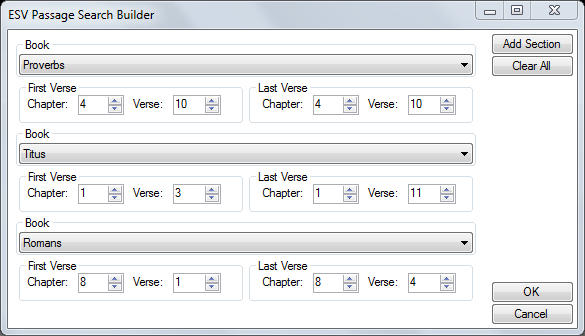 ESV Passage Search Builder
Book
Proverbs
Add Section
Clear All
First Verse
Last Verse
Chapter: 4 Verse: 10
Chapter: 4 Verse: 10
Book
Titus
First Verse
Last Verse
Chapter: 1 Verse: 3
Chapter: 1 Verse: 11
Book
Romans
First Verse
Last Verse
Chapter: 8 Verse: 1
Chapter: 8 Verse: 4
OK
Cancel